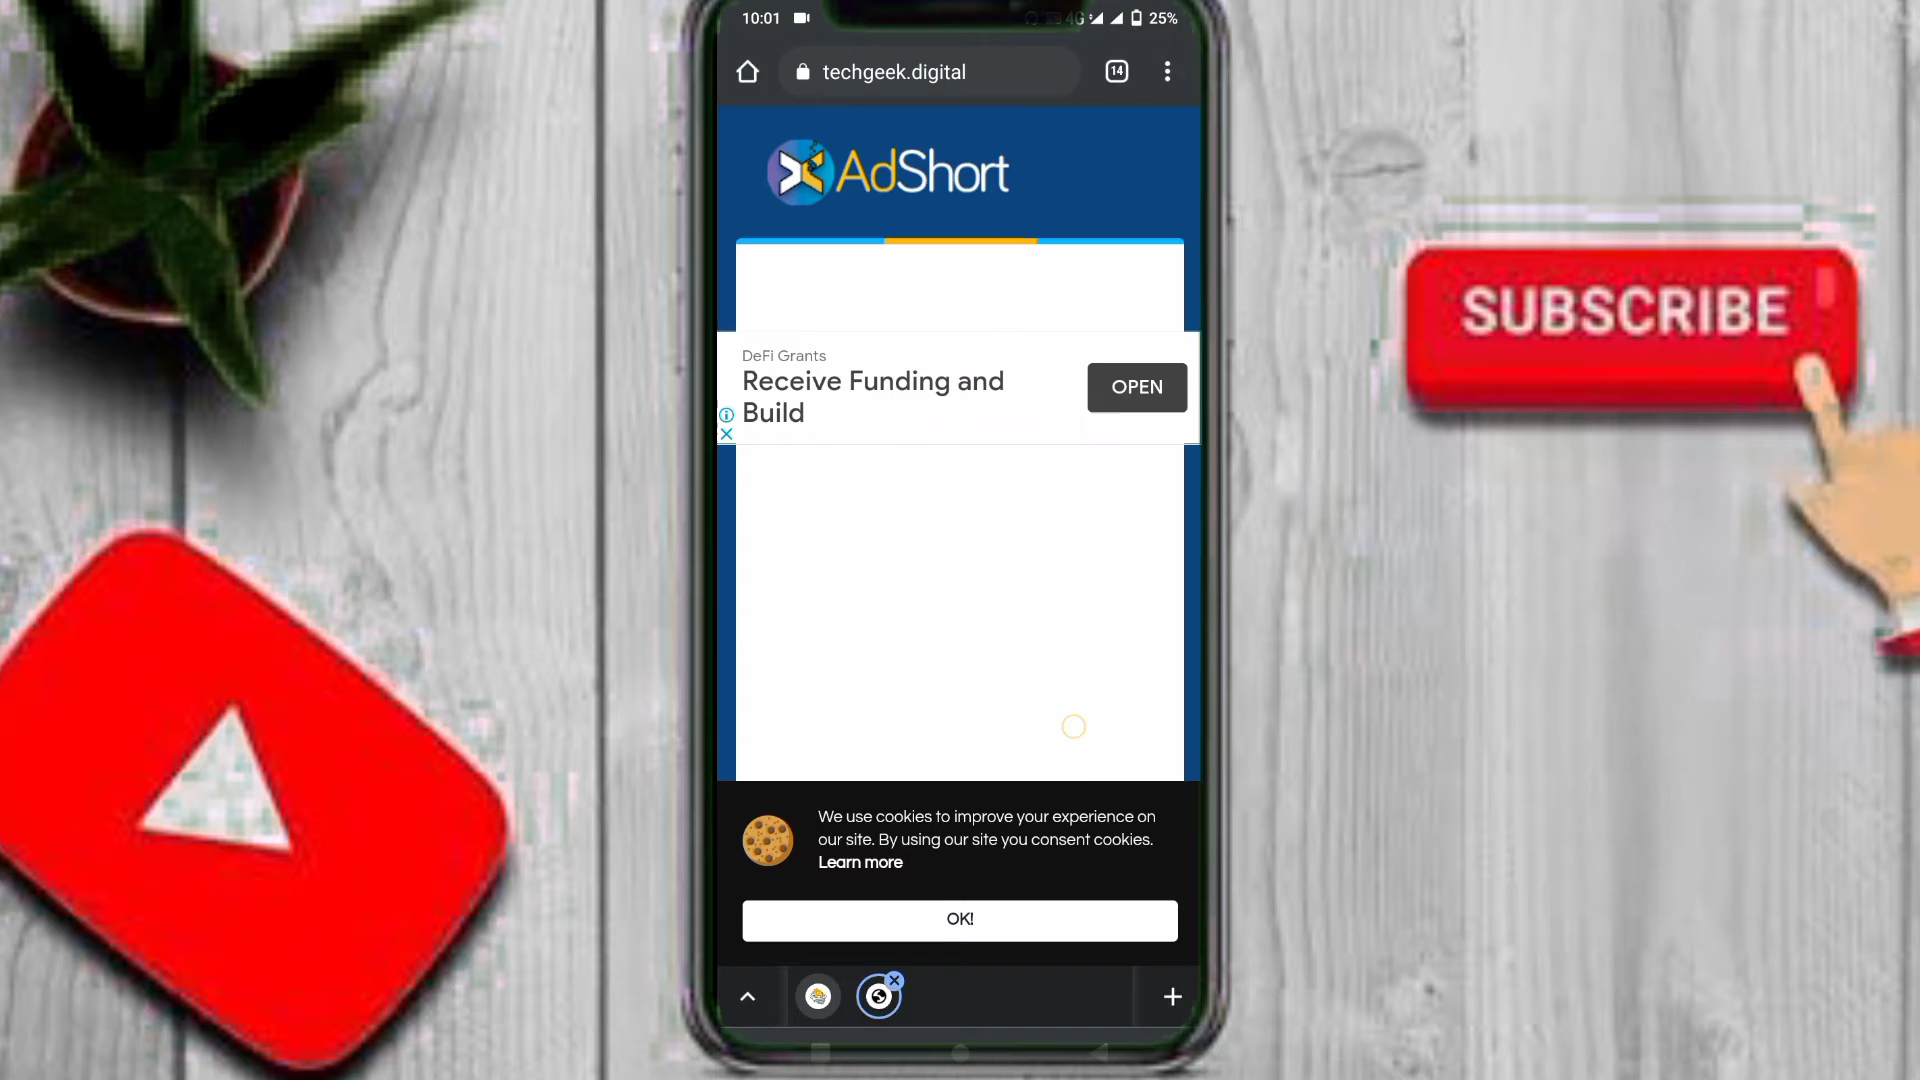 10:01
4G
25%
techgeek.digital
14
AdShort
DeFi Grants
Receive Funding and
Build
OPEN
We use cookies to improve your experience on
our site. By using our site you consent cookies.
Learn more
OK!
SUBSCRIBE